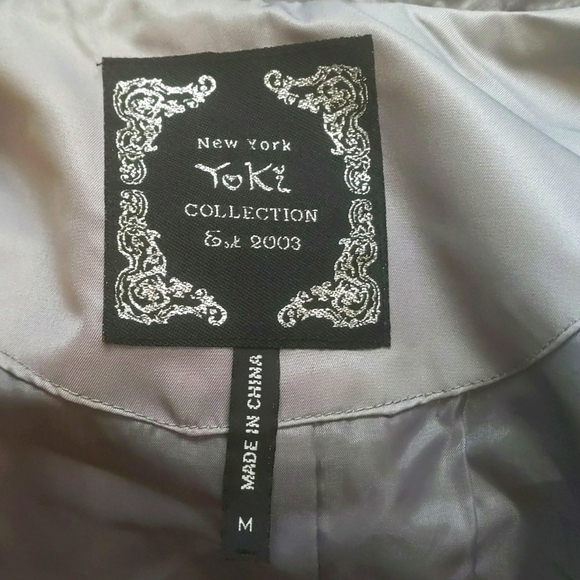 New York
YoKi
COLLECTION
Est 2003
MADE IN CHINA
M